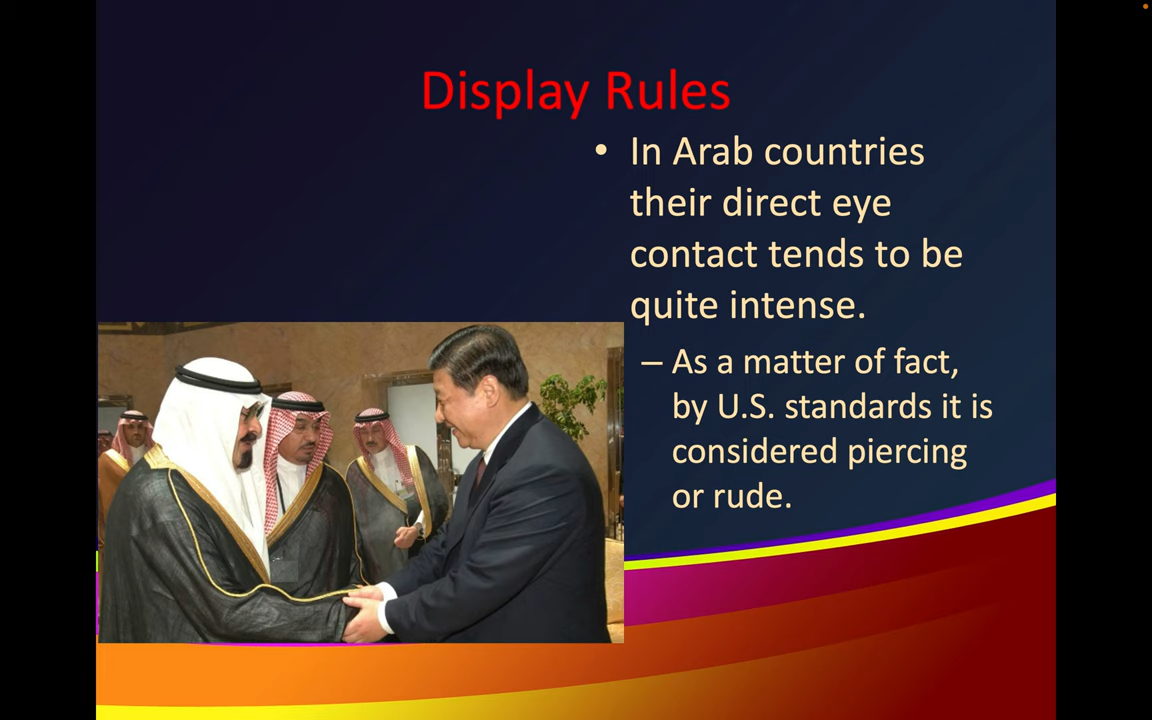 Display Rules
• In Arab countries
their direct eye
contact tends to be
quite intense.
– As a matter of fact,
by U.S. standards it is
considered piercing
or rude.